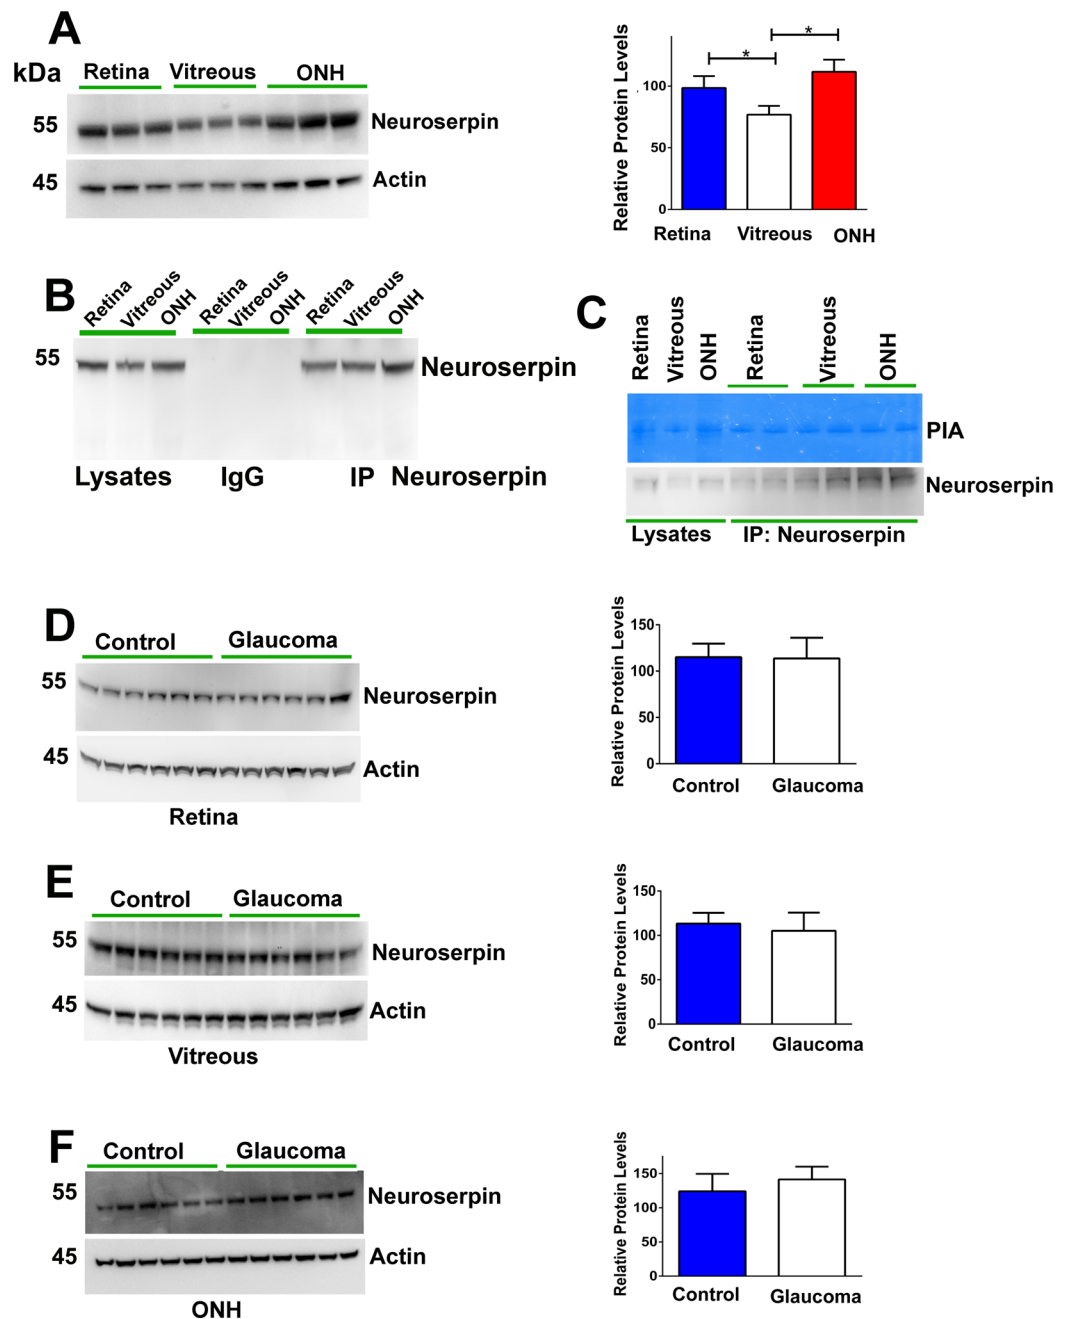 A
kDa
Retina Vitreous ONH
55 Neuroserpin
45 Actin
Relative Protein Levels
100
50
0
* *
Retina Vitreous ONH
B
Retina Vitreous ONH Retina Vitreous ONH Retina Vitreous ONH
55 Neuroserpin
Lysates IgG IP Neuroserpin
C
Retina Vitreous ONH Retina Vitreous ONH
PIA
Neuroserpin
Lysates IP: Neuroserpin
D
Control Glaucoma
55 Neuroserpin
45 Actin
Retina
Relative Protein Levels
150
100
50
0
Control Glaucoma
E
Control Glaucoma
55 Neuroserpin
45 Actin
Vitreous
Relative Protein Levels
150
100
50
0
Control Glaucoma
F
Control Glaucoma
55 Neuroserpin
45 Actin
ONH
Relative Protein Levels
150
100
50
0
Control Glaucoma